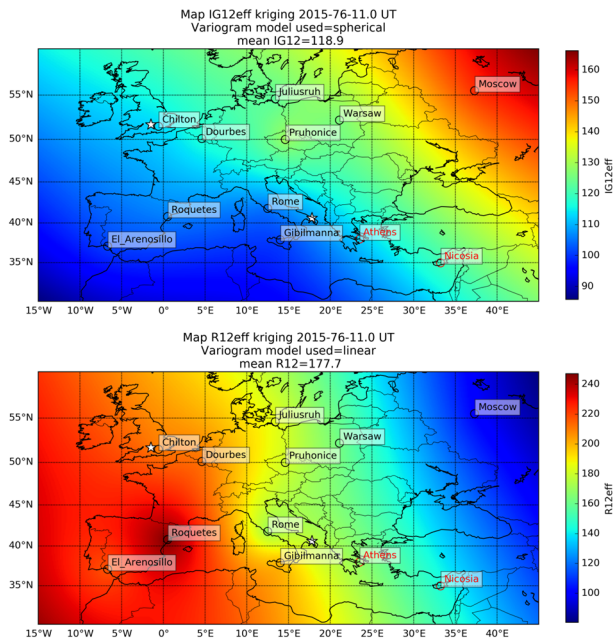 Map IG12eff kriging 2015-76-11.0 UT
Variogram model used=spherical
mean IG12=118.9
55°N
50°N
45°N
40°N
35°N
15°W
10°W
5°W
0°
5°E
10°E
15°E
20°E
25°E
30°E
35°E
40°E
Moscow
Juliusruh
Warsaw
Chilton
Dourbes
Pruhonice
Rome
Roquetes
El_Arenosillo
Gibilmanna
Athens
Nicosia
160
150
140
130
120
110
100
90
IG12eff
Map R12eff kriging 2015-76-11.0 UT
Variogram model used=linear
mean R12=177.7
55°N
50°N
45°N
40°N
35°N
15°W
10°W
5°W
0°
5°E
10°E
15°E
20°E
25°E
30°E
35°E
40°E
Moscow
Juliusruh
Warsaw
Chilton
Dourbes
Pruhonice
Rome
Roquetes
El_Arenosillo
Gibilmanna
Athens
Nicosia
240
220
200
180
160
140
120
100
R12eff